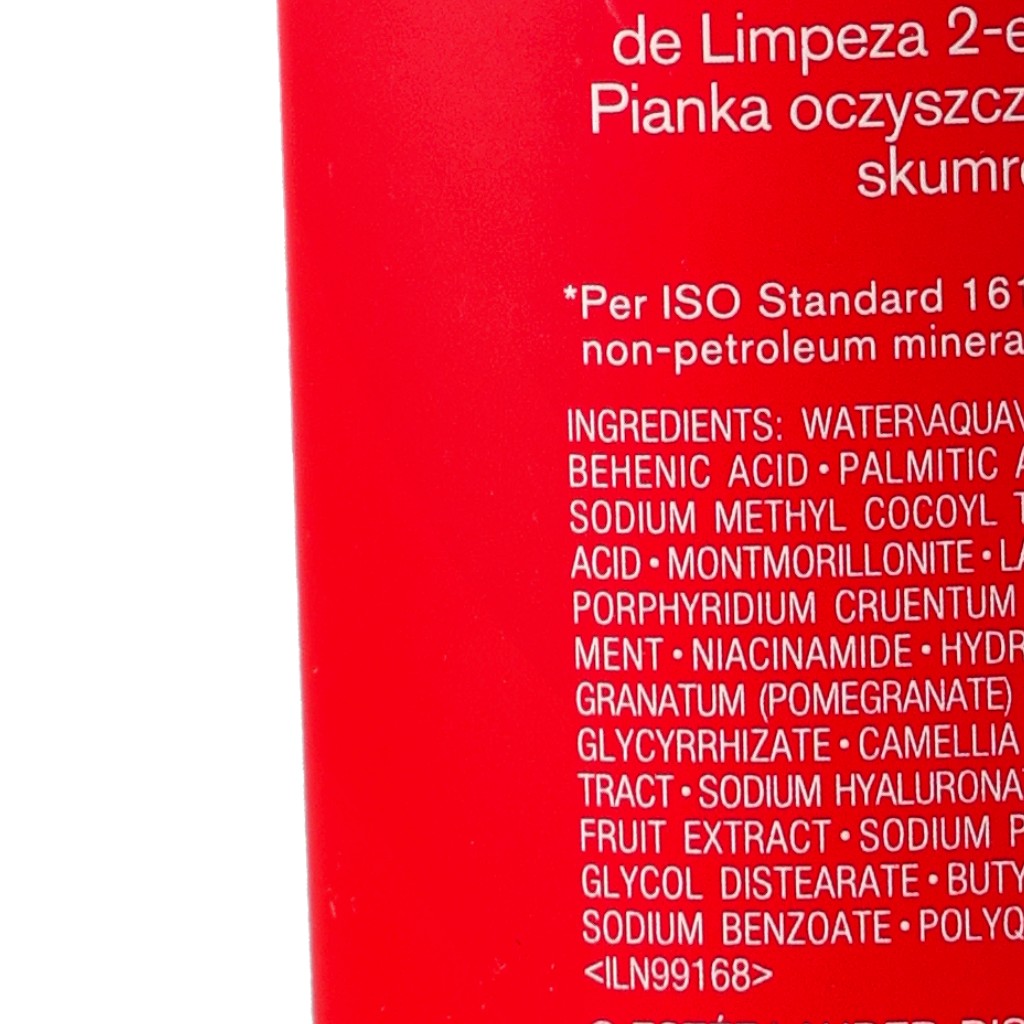 de Limpeza 2-e
Pianka oczyszcz
skumr
*Per ISO Standard 161
non-petroleum minera
INGREDIENTS: WATER\AQUA\
BEHENIC ACID • PALMITIC A
SODIUM METHYL COCOYL T
ACID • MONTMORILLONITE • LA
PORPHYRIDIUM CRUENTUM
MENT • NIACINAMIDE • HYDR
GRANATUM (POMEGRANATE)
GLYCYRRHIZATE • CAMELLIA
TRACT • SODIUM HYALURONA
FRUIT EXTRACT • SODIUM P
GLYCOL DISTEARATE • BUTY
SODIUM BENZOATE • POLYQ
<ILN99168>